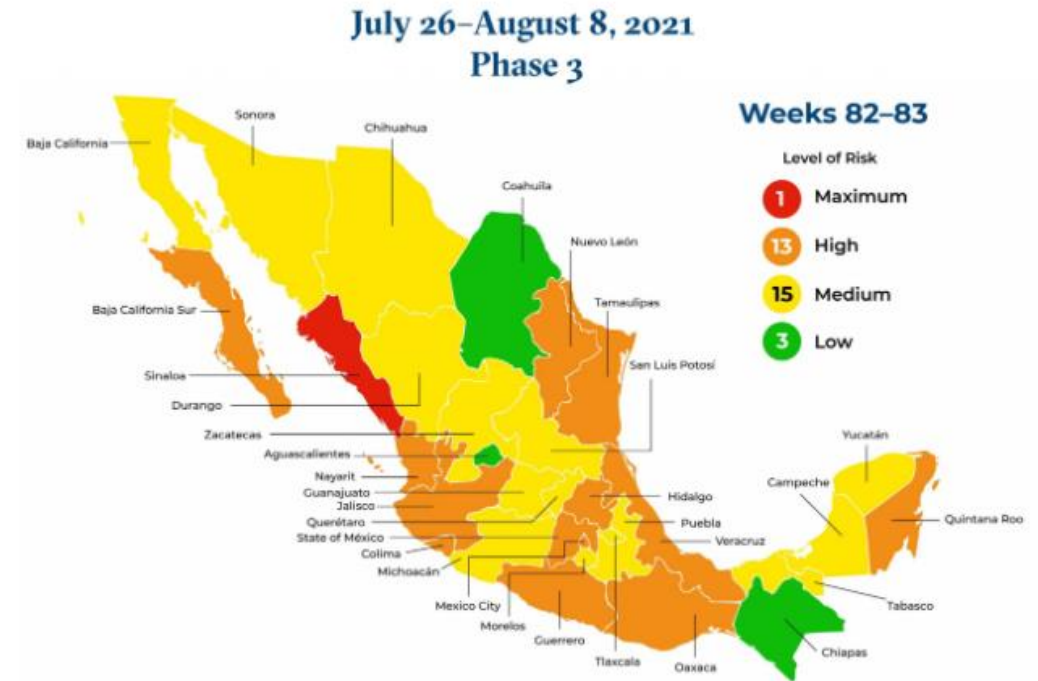 July 26–August 8, 2021
Phase 3
Weeks 82–83
Level of Risk
1 Maximum
13 High
15 Medium
3 Low
Baja California
Sonora
Chihuahua
Coahuila
Nuevo León
Tamaulipas
San Luis Potosí
Baja California Sur
Sinaloa
Durango
Zacatecas
Aguascalientes
Nayarit
Guanajuato
Jalisco
Querétaro
State of México
Colima
Michoacán
Mexico City
Morelos
Guerrero
Tlaxcala
Oaxaca
Hidalgo
Puebla
Veracruz
Yucatán
Campeche
Quintana Roo
Tabasco
Chiapas